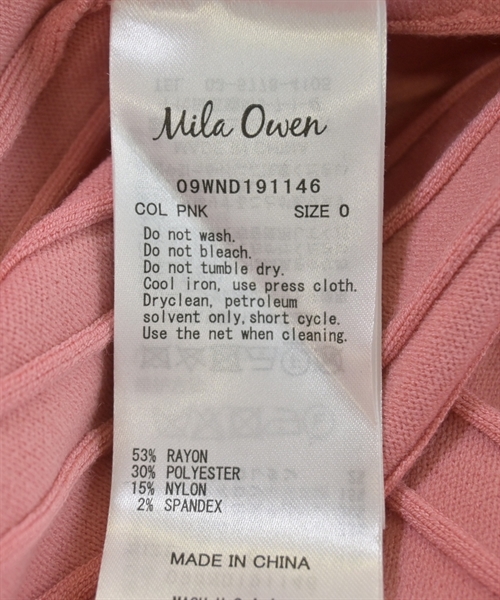 Mila Owen
09WND191146
COL PNK SIZE 0
Do not wash.
Do not bleach.
Do not tumble dry.
Cool iron, use press cloth.
Dryclean, petroleum
solvent only, short cycle.
Use the net when cleaning.
53% RAYON
30% POLYESTER
15% NYLON
2% SPANDEX
MADE IN CHINA